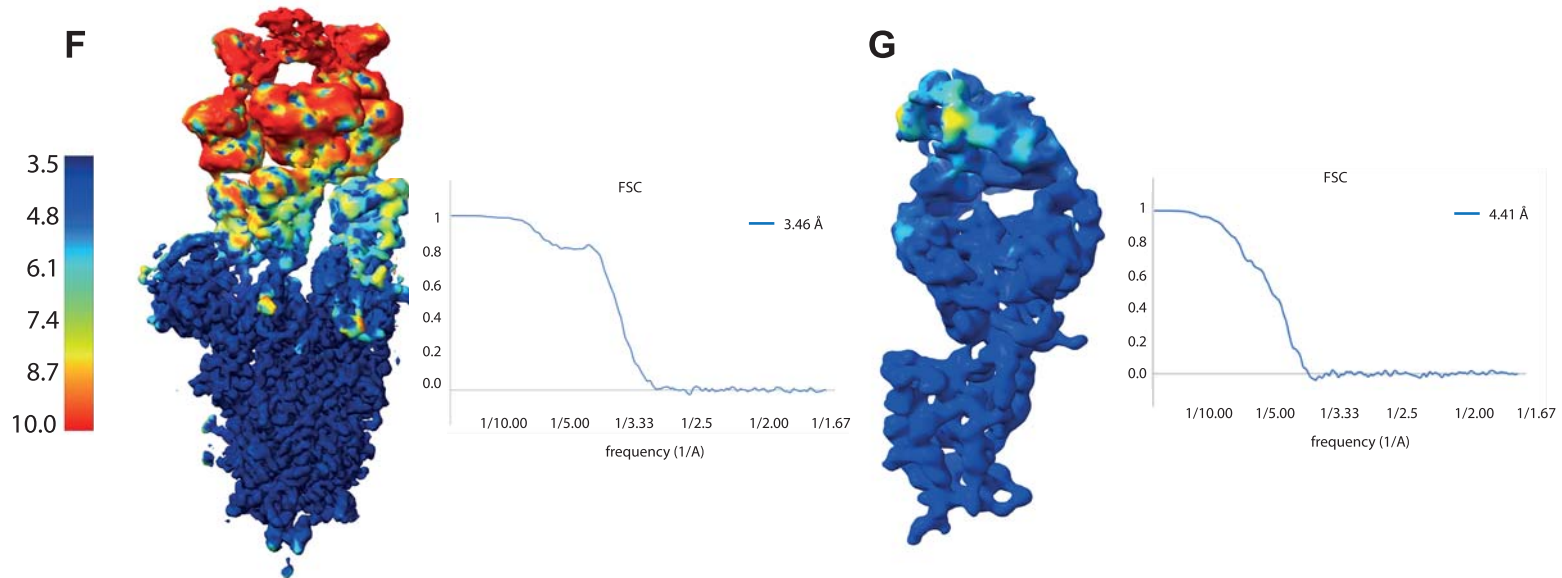 F
3.5
4.8
6.1
7.4
8.7
10.0
FSC
3.46 Å
1
0.8
0.6
0.4
0.2
0.0
1/10.00 1/5.00 1/3.33 1/2.5 1/2.00 1/1.67
frequency (1/A)
G
FSC
4.41 Å
1
0.8
0.6
0.4
0.2
0.0
1/10.00 1/5.00 1/3.33 1/2.5 1/2.00 1/1.67
frequency (1/A)